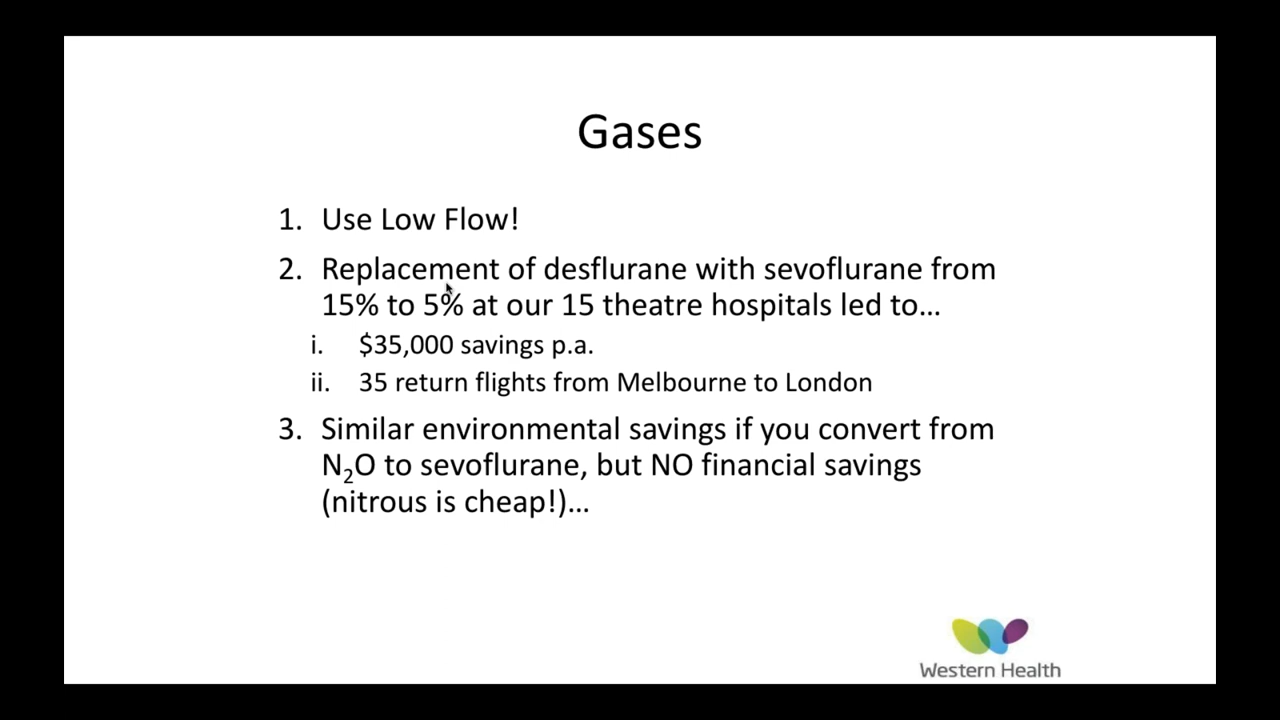 Gases
1. Use Low Flow!
2. Replacement of desflurane with sevoflurane from
15% to 5% at our 15 theatre hospitals led to…
i. $35,000 savings p.a.
ii. 35 return flights from Melbourne to London
3. Similar environmental savings if you convert from
N₂O to sevoflurane, but NO financial savings
(nitrous is cheap!)…
Western Health